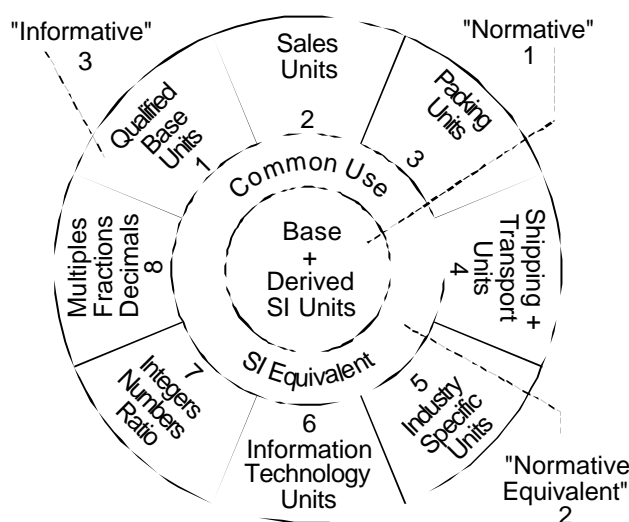 "Informative"
3
"Normative"
1
Qualified
Base
Units
1
Sales
Units
2
Packing
Units
3
Shipping +
Transport
Units
4
5
Industry
Specific
Units
6
Information
Technology
Units
7
Integers
Numbers
Ratio
Multiples
Fractions
Decimals
8
Common Use
Base
+
Derived
SI Units
SI Equivalent
"Normative
Equivalent"
2